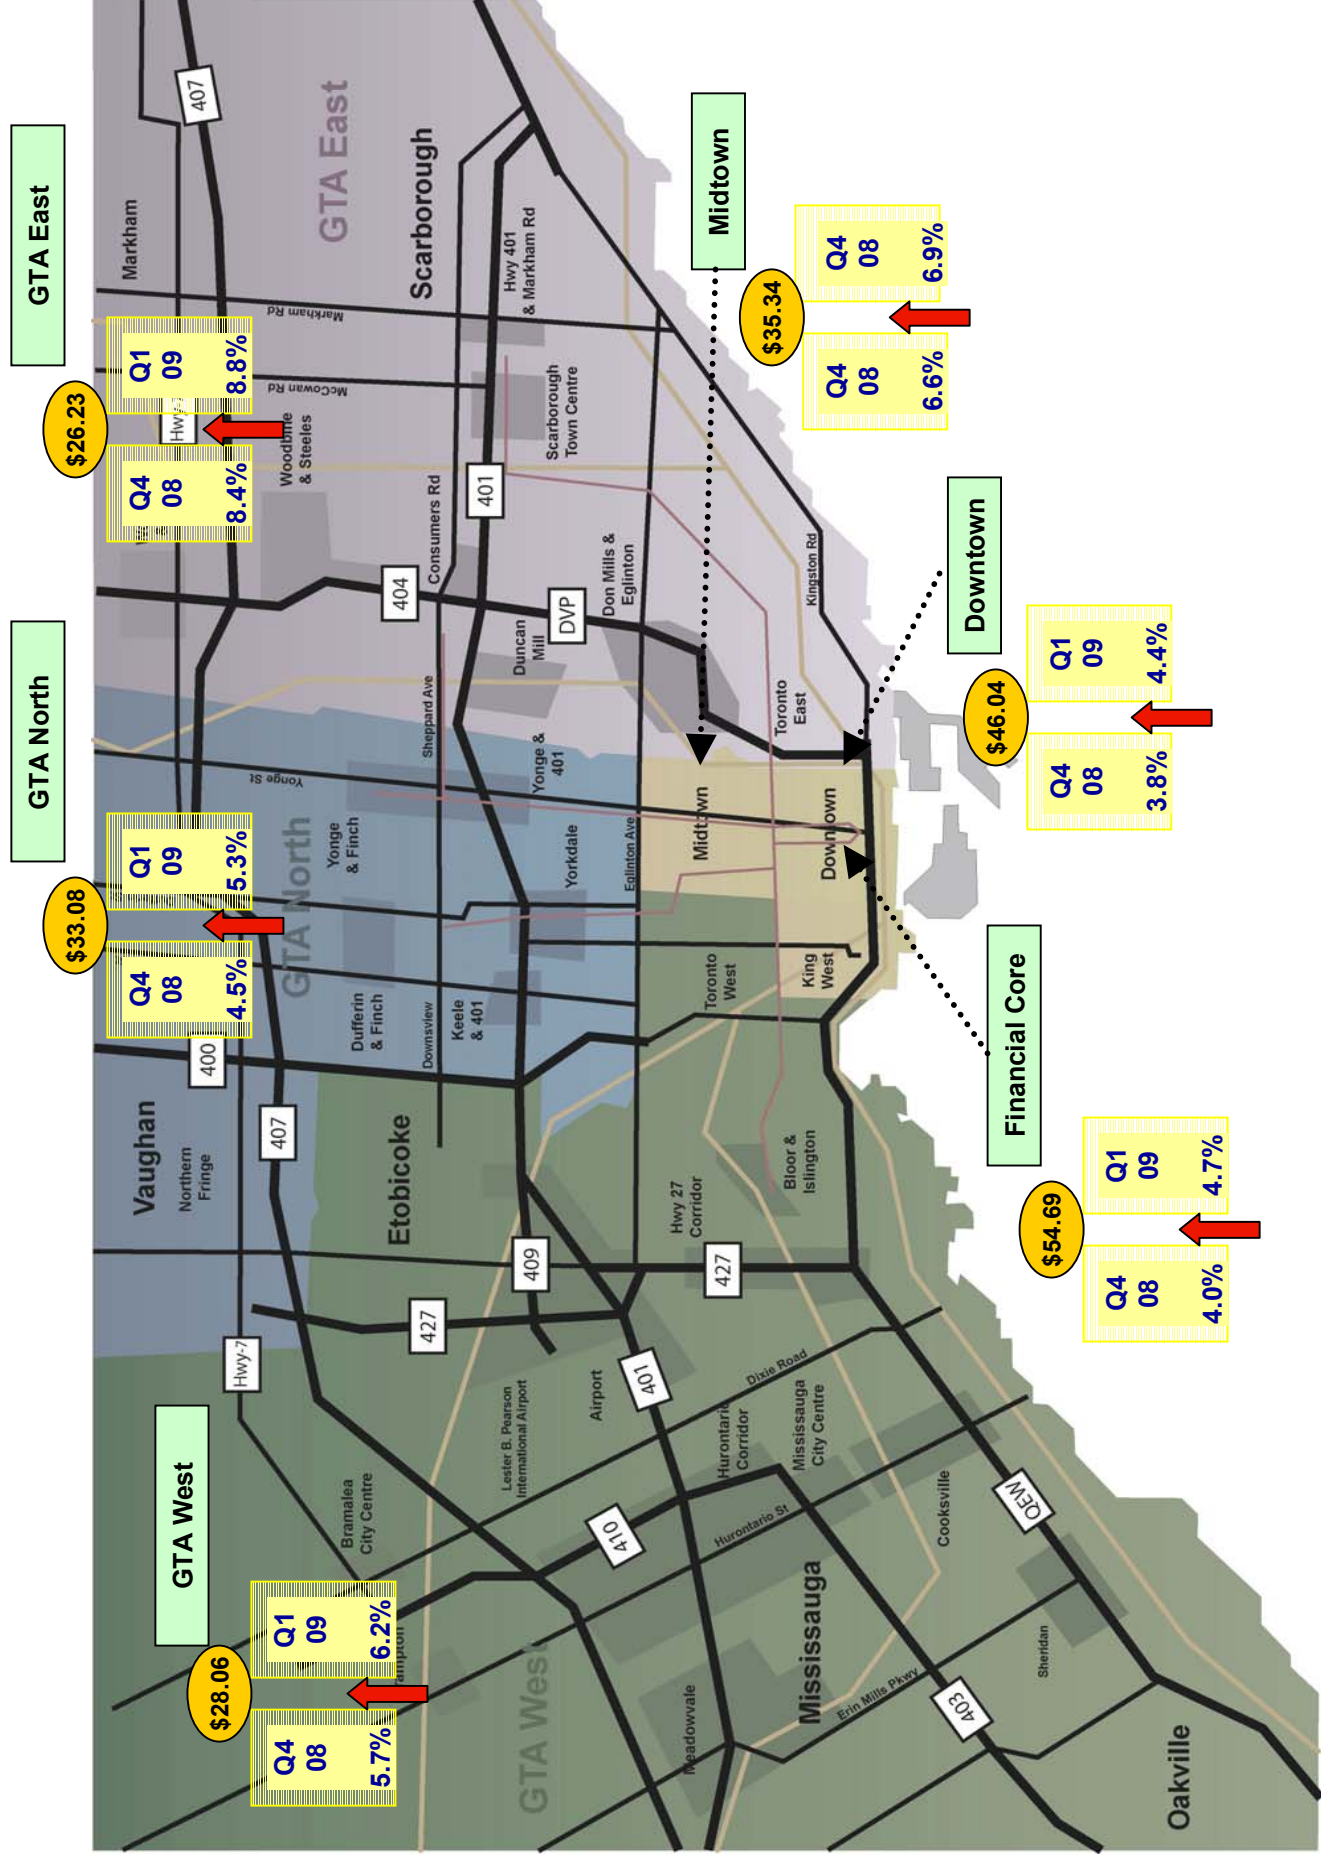 GTA West
$28.06
Q4
08
5.7%
Q1
09
6.2%
GTA North
$33.08
Q4
08
4.5%
Q1
09
5.3%
GTA East
$26.23
Q4
08
8.4%
Q1
09
8.8%
Midtown
$35.34
Q4
08
6.6%
Q4
08
6.9%
Downtown
$46.04
Q4
08
3.8%
Q1
09
4.4%
Financial Core
$54.69
Q4
08
4.0%
Q1
09
4.7%
Vaughan
Northern
Fringe
Hwy-7
407
400
Markham
407
GTA East
GTA North
GTA West
Markham Rd
McCowan Rd
Woodbine
& Steeles
Yonge St
Yonge
& Finch
Dufferin
& Finch
Downsview
Keele
& 401
Sheppard Ave
404
Consumers Rd
401
Scarborough
Hwy 401
& Markham Rd
Scarborough
Town Centre
Duncan
Mill
DVP
Don Mills &
Eglinton
Yonge &
401
Yorkdale
Eglinton Ave
Etobicoke
427
409
Bramalea
City Centre
Lester B. Pearson
International Airport
Airport
401
410
Hwy 27
Corridor
427
Bloor &
Islington
Toronto
West
King
West
Midtown
Downtown
Toronto
East
Kingston Rd
Dixie Road
Hurontario
Corridor
Hurontario St
Mississauga
City Centre
Cooksville
QEW
Mississauga
Meadowvale
Erin Mills Pkwy
403
Sheridan
Oakville